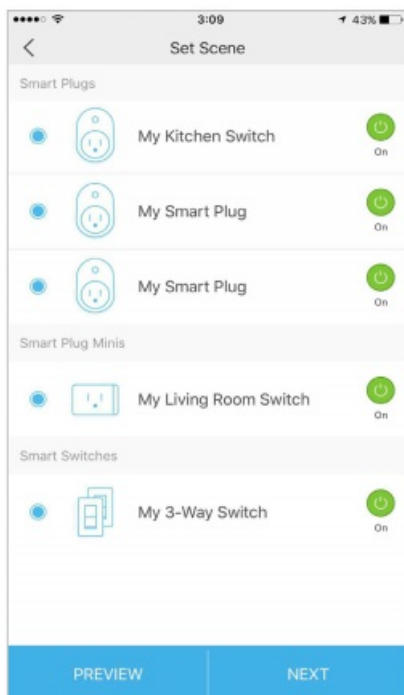 3:09
43%
Set Scene
Smart Plugs
My Kitchen Switch
On
My Smart Plug
On
My Smart Plug
On
Smart Plug Minis
My Living Room Switch
On
Smart Switches
My 3-Way Switch
On
PREVIEW
NEXT